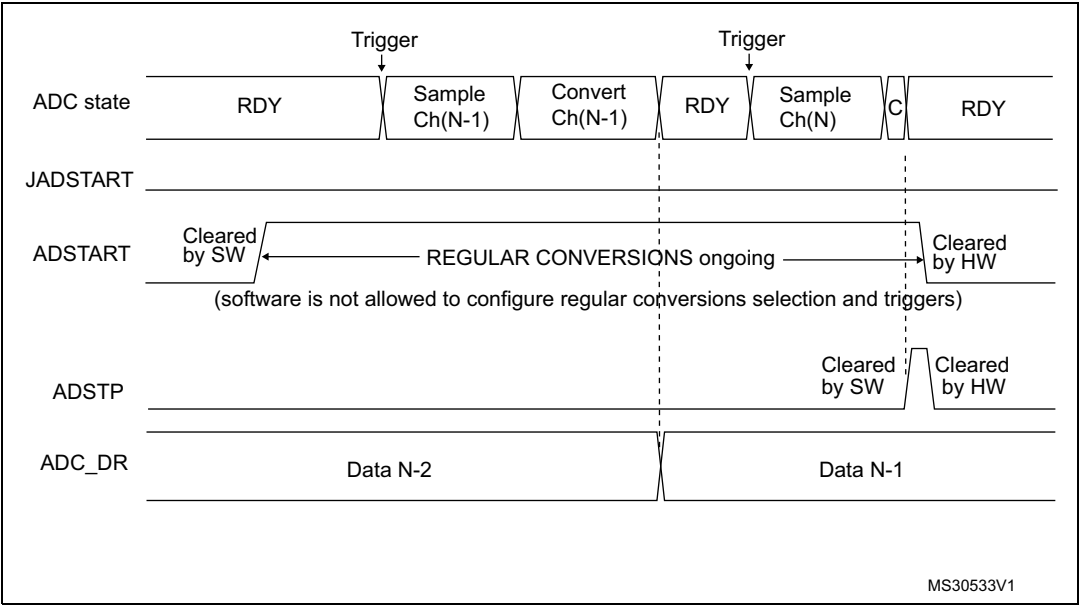 Trigger Trigger
ADC state RDY Sample Ch(N-1) Convert Ch(N-1) RDY Sample Ch(N) C RDY
JADSTART
ADSTART Cleared by SW REGULAR CONVERSIONS ongoing Cleared by HW
(software is not allowed to configure regular conversions selection and triggers)
ADSTP Cleared by SW Cleared by HW
ADC_DR Data N-2 Data N-1
MS30533V1